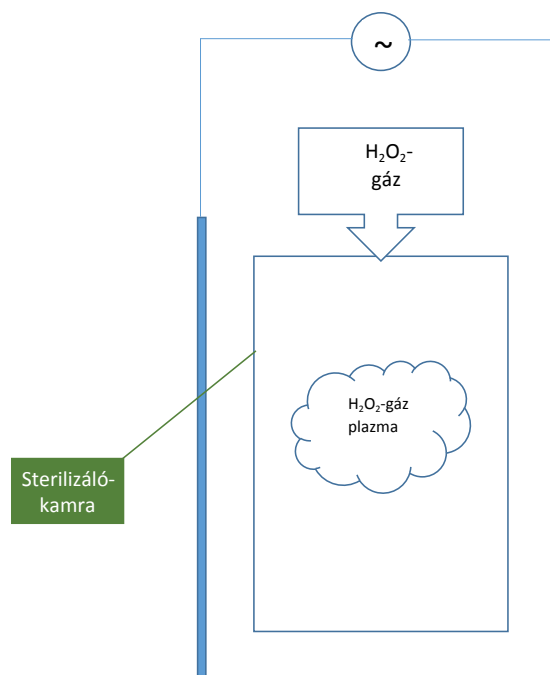 ~
H₂O₂-
gáz
H₂O₂-gáz
plazma
Sterilizáló-
kamra